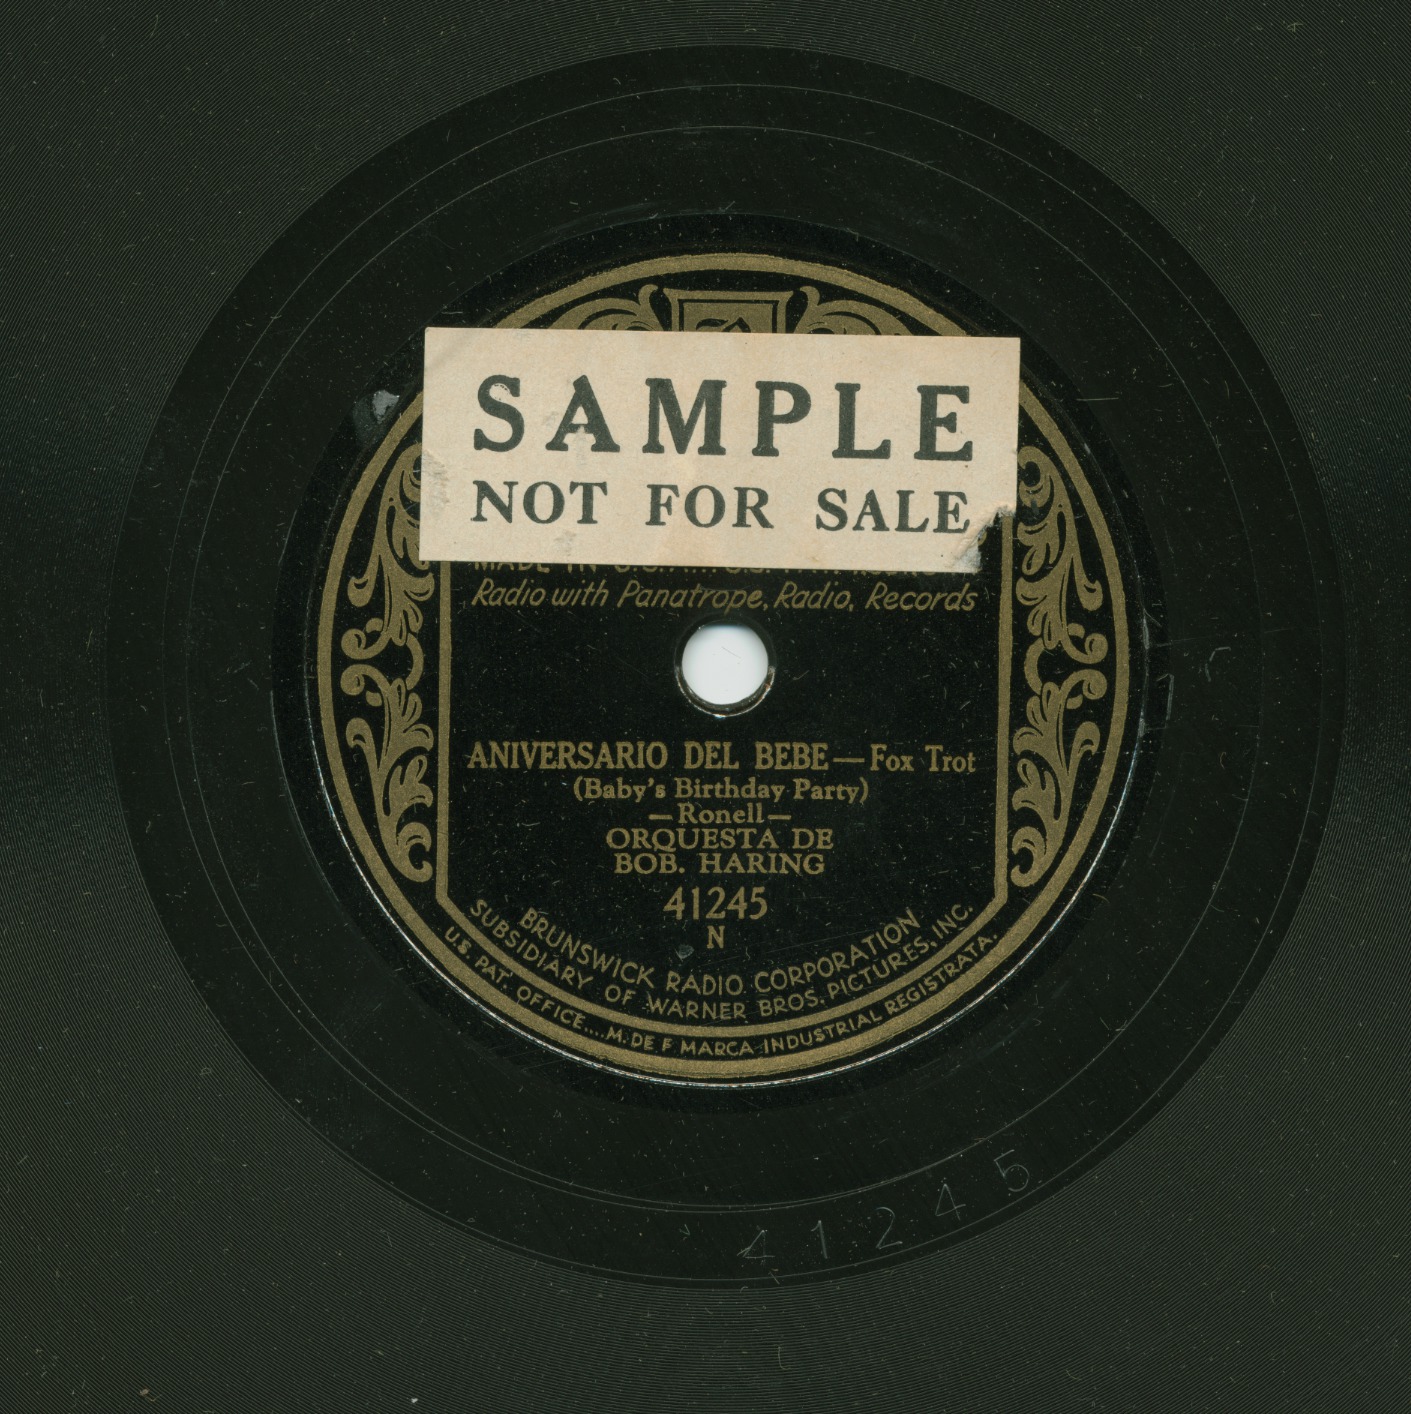 SAMPLE
NOT FOR SALE
MADE IN
Radio with Panatrope, Radio, Records
ANIVERSARIO DEL BEBE—Fox Trot
(Baby's Birthday Party)
—Ronell—
ORQUESTA DE
BOB. HARING
41245
N
BRUNSWICK RADIO CORPORATION
SUBSIDIARY OF WARNER BROS. PICTURES, INC.
U.S. PAT. OFFICE....M. DE F MARCA INDUSTRIAL REGISTRATA.
41245